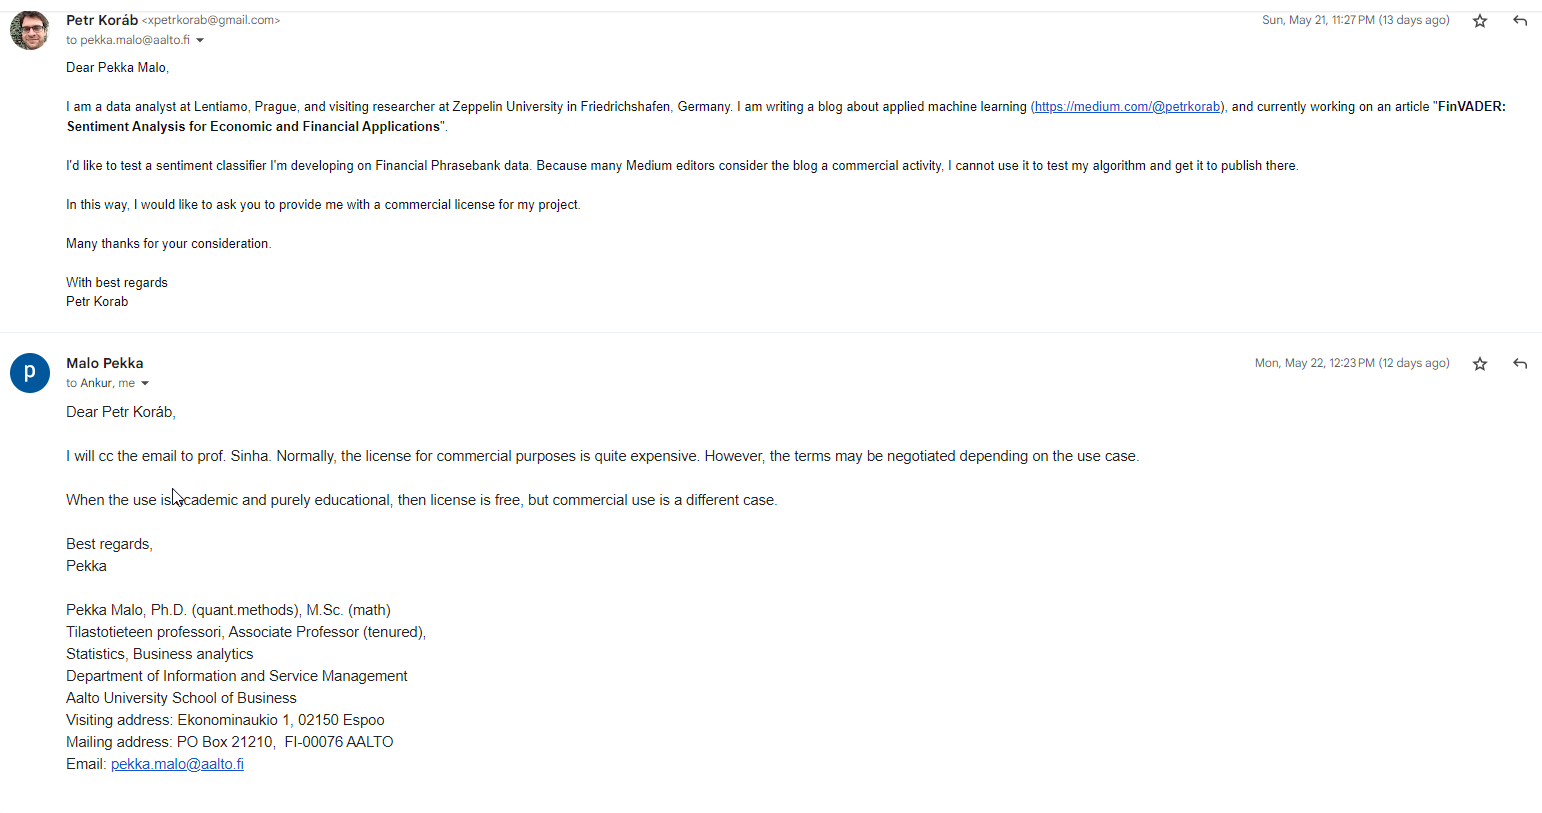 Petr Koráb <xpetrkorab@gmail.com>
Sun, May 21, 11:27 PM (13 days ago)
to pekka.malo@aalto.fi
Dear Pekka Malo,
I am a data analyst at Lentiamo, Prague, and visiting researcher at Zeppelin University in Friedrichshafen, Germany. I am writing a blog about applied machine learning (https://medium.com/@petrkorab), and currently working on an article "FinVADER:
Sentiment Analysis for Economic and Financial Applications".
I'd like to test a sentiment classifier I'm developing on Financial Phrasebank data. Because many Medium editors consider the blog a commercial activity, I cannot use it to test my algorithm and get it to publish there.
In this way, I would like to ask you to provide me with a commercial license for my project.
Many thanks for your consideration.
With best regards
Petr Korab
p
Malo Pekka
Mon, May 22, 12:23 PM (12 days ago)
to Ankur, me
Dear Petr Koráb,
I will cc the email to prof. Sinha. Normally, the license for commercial purposes is quite expensive. However, the terms may be negotiated depending on the use case.
When the use is academic and purely educational, then license is free, but commercial use is a different case.
Best regards,
Pekka
Pekka Malo, Ph.D. (quant.methods), M.Sc. (math)
Tilastotieteen professori, Associate Professor (tenured),
Statistics, Business analytics
Department of Information and Service Management
Aalto University School of Business
Visiting address: Ekonominaukio 1, 02150 Espoo
Mailing address: PO Box 21210, FI-00076 AALTO
Email: pekka.malo@aalto.fi